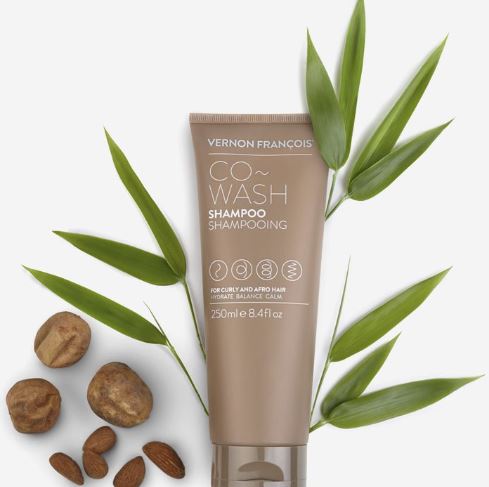 VERNON FRANÇOIS
CO~
WASH
SHAMPOO
SHAMPOOING
FOR CURLY AND AFRO HAIR
HYDRATE BALANCE CALM
250ml e 8.4fl oz